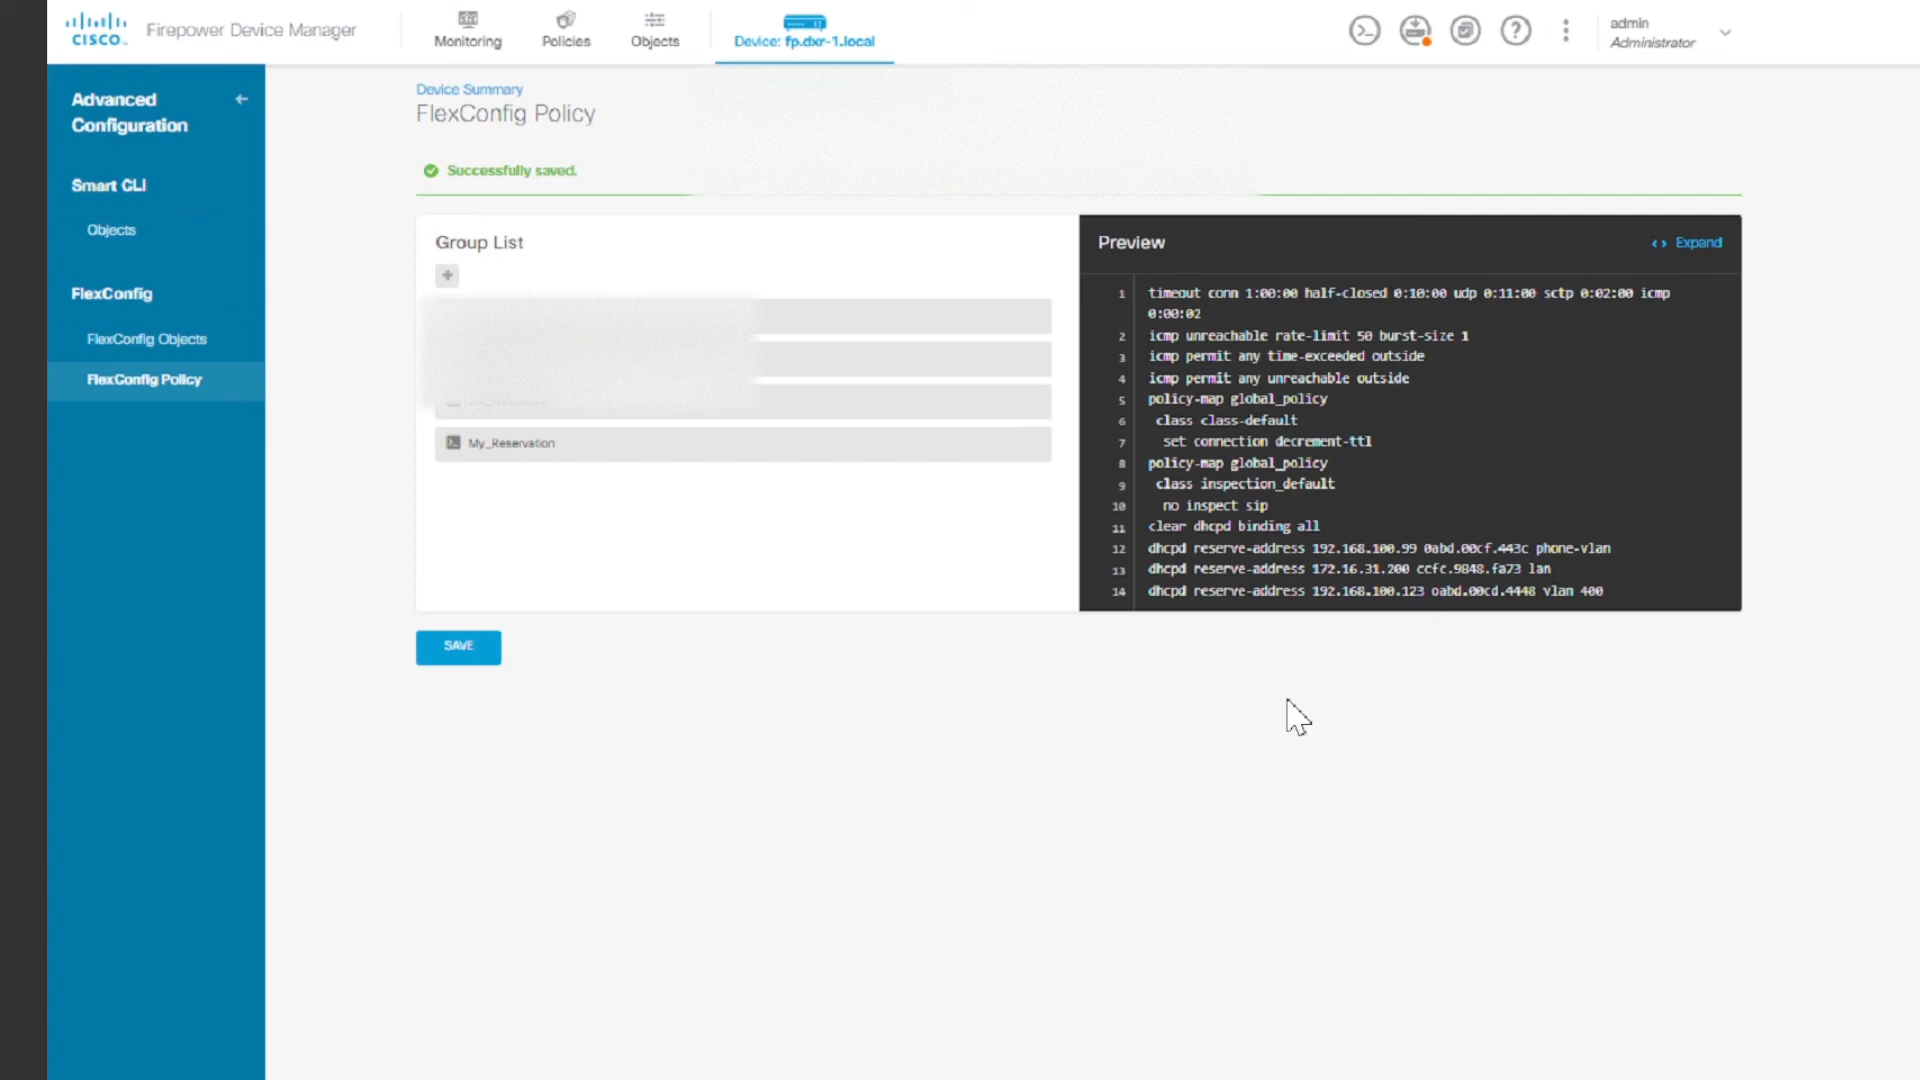 CISCO
Firepower Device Manager
Monitoring
Policies
Objects
Device: fp.dxr-1.local
admin
Administrator
Advanced
Configuration
Smart CLI
Objects
FlexConfig
FlexConfig Objects
FlexConfig Policy
Device Summary
FlexConfig Policy
Successfully saved.
Group List
+
My_Reservation
SAVE
Preview
Expand
1 timeout conn 1:00:00 half-closed 0:10:00 udp 0:11:00 sctp 0:02:00 icmp
0:00:02
2 icmp unreachable rate-limit 50 burst-size 1
3 icmp permit any time-exceeded outside
4 icmp permit any unreachable outside
5 policy-map global_policy
6 class class-default
7 set connection decrement-ttl
8 policy-map global_policy
9 class inspection_default
10 no inspect sip
11 clear dhcpd binding all
12 dhcpd reserve-address 192.168.100.99 0abd.00cf.443c phone-vlan
13 dhcpd reserve-address 172.16.31.200 ccfc.9848.fa73 lan
14 dhcpd reserve-address 192.168.100.123 oabd.00cd.4448 vlan 400